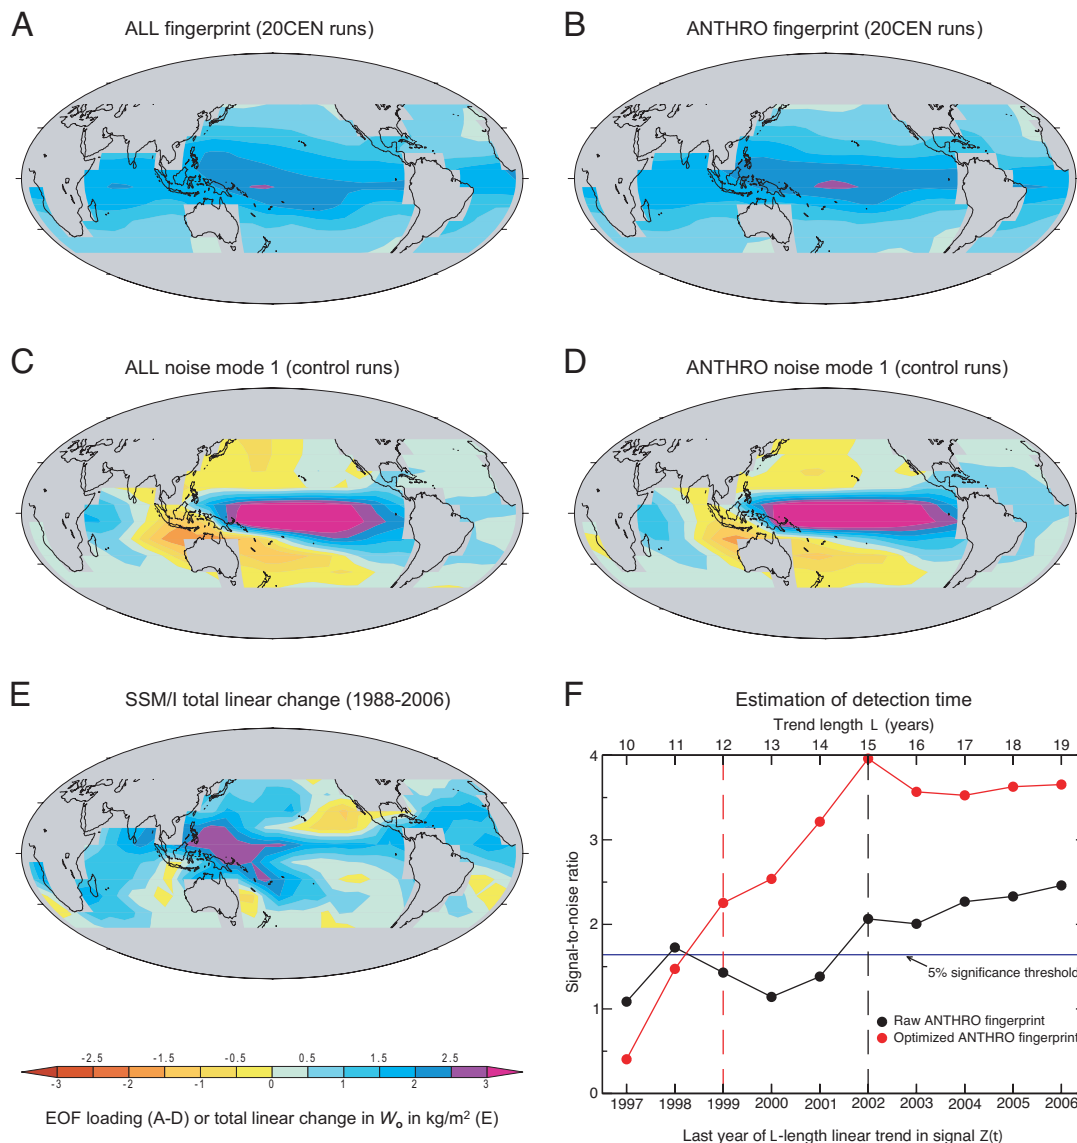 A
ALL fingerprint (20CEN runs)
B
ANTHRO fingerprint (20CEN runs)
C
ALL noise mode 1 (control runs)
D
ANTHRO noise mode 1 (control runs)
E
SSM/I total linear change (1988-2006)
-2.5 -1.5 -0.5 0.5 1.5 2.5
-3 -2 -1 0 1 2 3
EOF loading (A-D) or total linear change in Wo in kg/m² (E)
F
Estimation of detection time
Trend length L (years)
10 11 12 13 14 15 16 17 18 19
Signal-to-noise ratio
4
3
2
1
0
5% significance threshold
Raw ANTHRO fingerprint
Optimized ANTHRO fingerprint
1997 1998 1999 2000 2001 2002 2003 2004 2005 2006
Last year of L-length linear trend in signal Z(t)